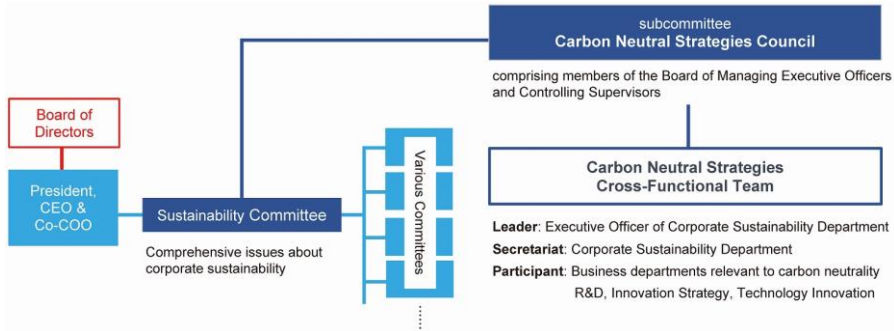 subcommittee
Carbon Neutral Strategies Council
comprising members of the Board of Managing Executive Officers
and Controlling Supervisors
Board of
Directors
President,
CEO &
Co-COO
Sustainability Committee
Comprehensive issues about
corporate sustainability
Various Committees
Carbon Neutral Strategies
Cross-Functional Team
Leader: Executive Officer of Corporate Sustainability Department
Secretariat: Corporate Sustainability Department
Participant: Business departments relevant to carbon neutrality
R&D, Innovation Strategy, Technology Innovation